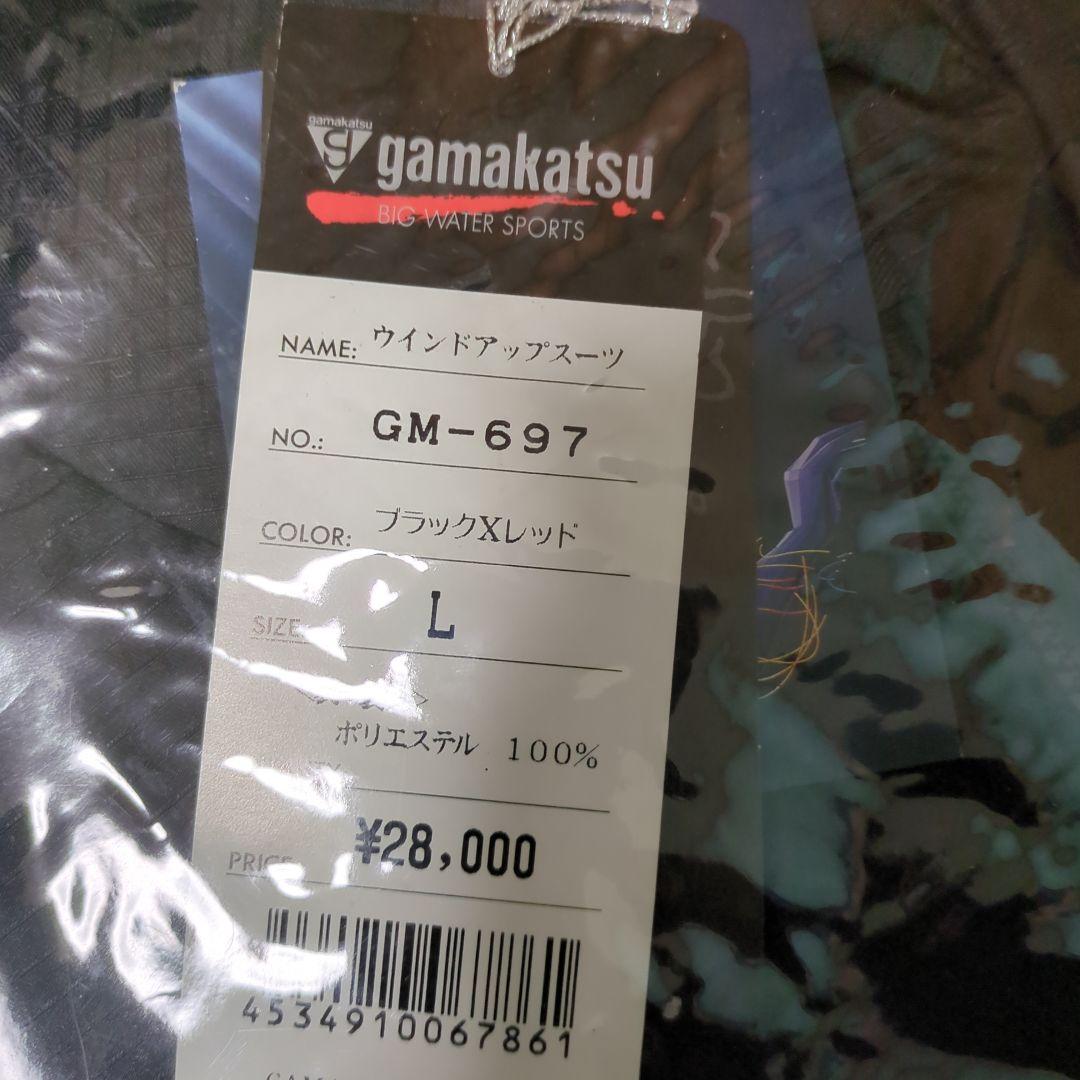 gamakatsu
gamakatsu
BIG WATER SPORTS
NAME: ウインドアップスーツ
NO.: GM-697
COLOR: ブラックXレッド
SIZE L
ポリエステル 100%
PRICE ¥28,000
4534910067861